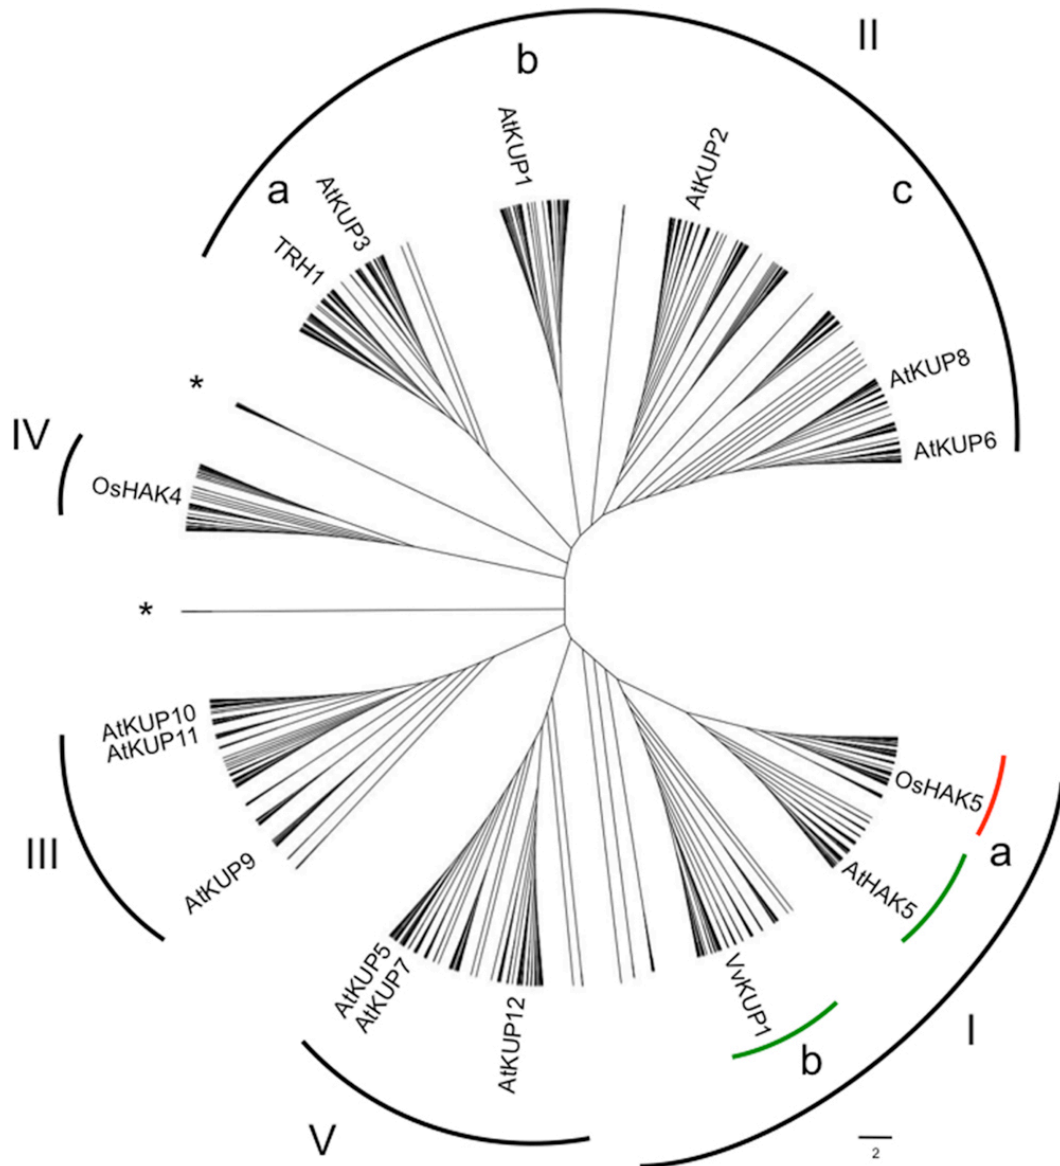 II
b
a
c
AtKUP1
AtKUP2
AtKUP3
TRH1
AtKUP8
AtKUP6
*
IV
OsHAK4
*
AtKUP10
AtKUP11
III
AtKUP9
AtKUP5
AtKUP7
AtKUP12
V
VvKUP1
b
AtHAK5
OsHAK5
a
I
2